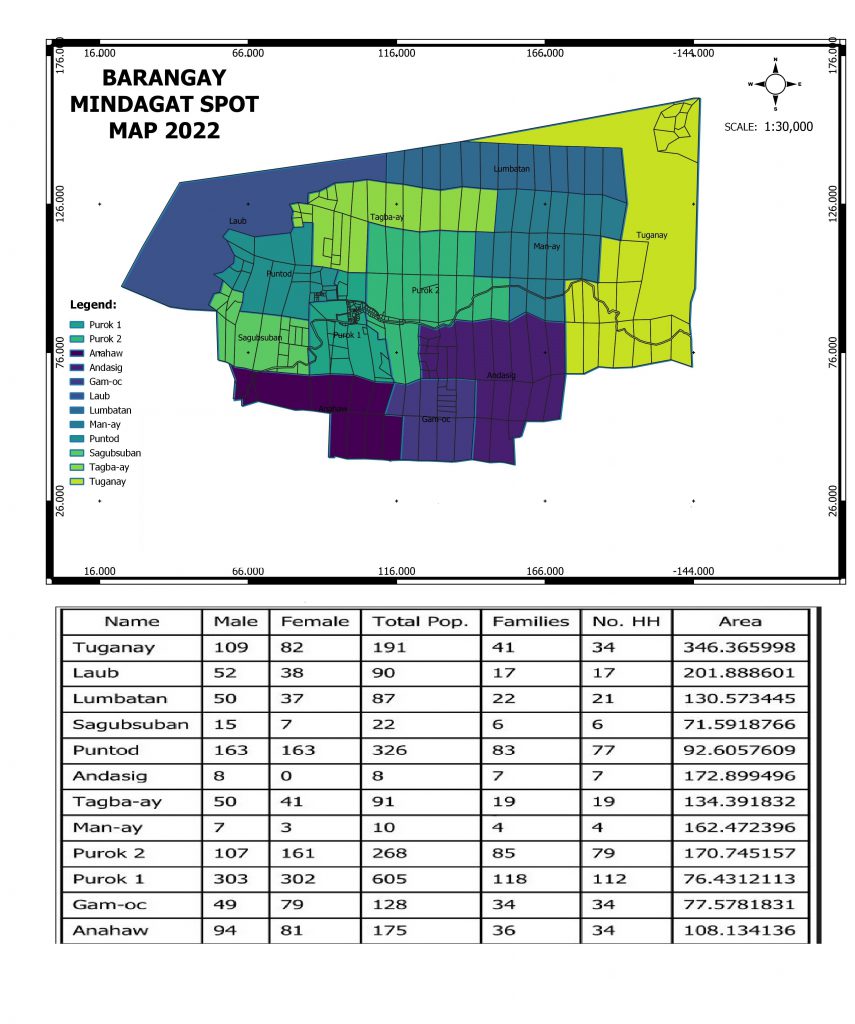 176.000
16.000 66.000 116.000 166.000 -144.000
176.000
BARANGAY
MINDAGAT SPOT
MAP 2022
N
W E
S
SCALE: 1:30,000
126.000
126.000
Lumbatan
Laub
Tagba-ay
Tuganay
Man-ay
Puntod
Purok 2
Purok 1
Sagubsuban
Andasig
Anahaw
Gam-oc
Legend:
Purok 1
Purok 2
Anahaw
Andasig
Gam-oc
Laub
Lumbatan
Man-ay
Puntod
Sagubsuban
Tagba-ay
Tuganay
76.000
76.000
26.000
26.000
16.000 66.000 116.000 166.000 -144.000
Name Male Female Total Pop. Families No. HH Area
Tuganay 109 82 191 41 34 346.365998
Laub 52 38 90 17 17 201.888601
Lumbatan 50 37 87 22 21 130.573445
Sagubsuban 15 7 22 6 6 71.5918766
Puntod 163 163 326 83 77 92.6057609
Andasig 8 0 8 7 7 172.899496
Tagba-ay 50 41 91 19 19 134.391832
Man-ay 7 3 10 4 4 162.472396
Purok 2 107 161 268 85 79 170.745157
Purok 1 303 302 605 118 112 76.4312113
Gam-oc 49 79 128 34 34 77.5781831
Anahaw 94 81 175 36 34 108.134136